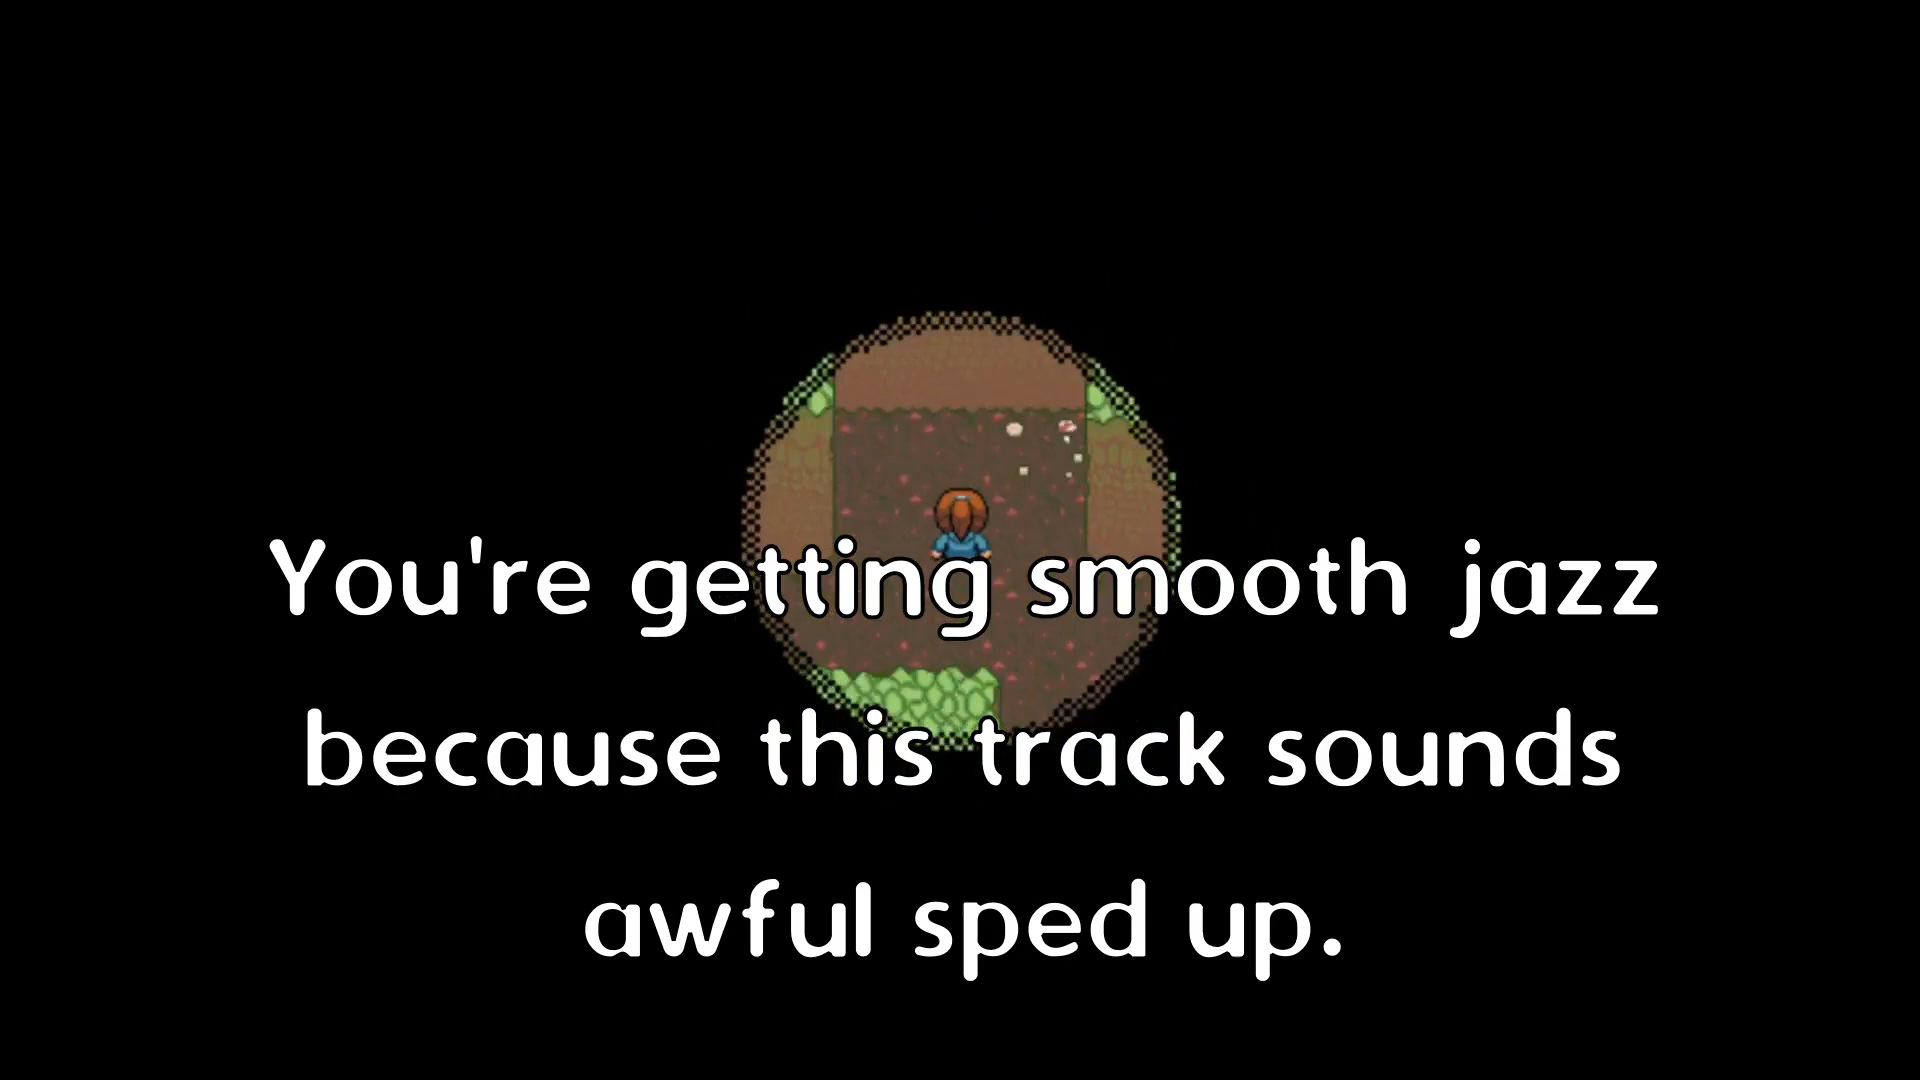 You're getting smooth jazz
because this track sounds
awful sped up.